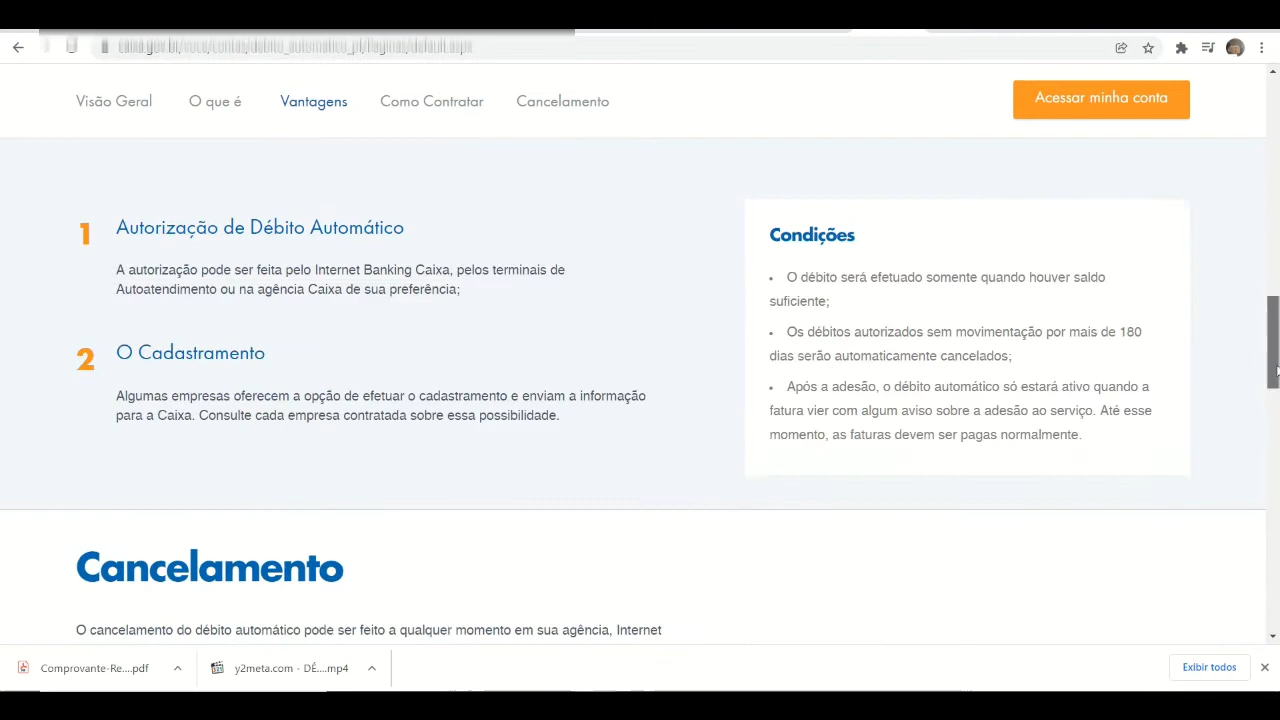 Visão Geral O que é Vantagens Como Contratar Cancelamento Acessar minha conta
1 Autorização de Débito Automático
A autorização pode ser feita pelo Internet Banking Caixa, pelos terminais de
Autoatendimento ou na agência Caixa de sua preferência;
2 O Cadastramento
Algumas empresas oferecem a opção de efetuar o cadastramento e enviam a informação
para a Caixa. Consulte cada empresa contratada sobre essa possibilidade.
Condições
• O débito será efetuado somente quando houver saldo
suficiente;
• Os débitos autorizados sem movimentação por mais de 180
dias serão automaticamente cancelados;
• Após a adesão, o débito automático só estará ativo quando a
fatura vier com algum aviso sobre a adesão ao serviço. Até esse
momento, as faturas devem ser pagas normalmente.
Cancelamento
O cancelamento do débito automático pode ser feito a qualquer momento em sua agência, Internet
Comprovante-Re....pdf y2meta.com - DÉ....mp4 Exibir todos